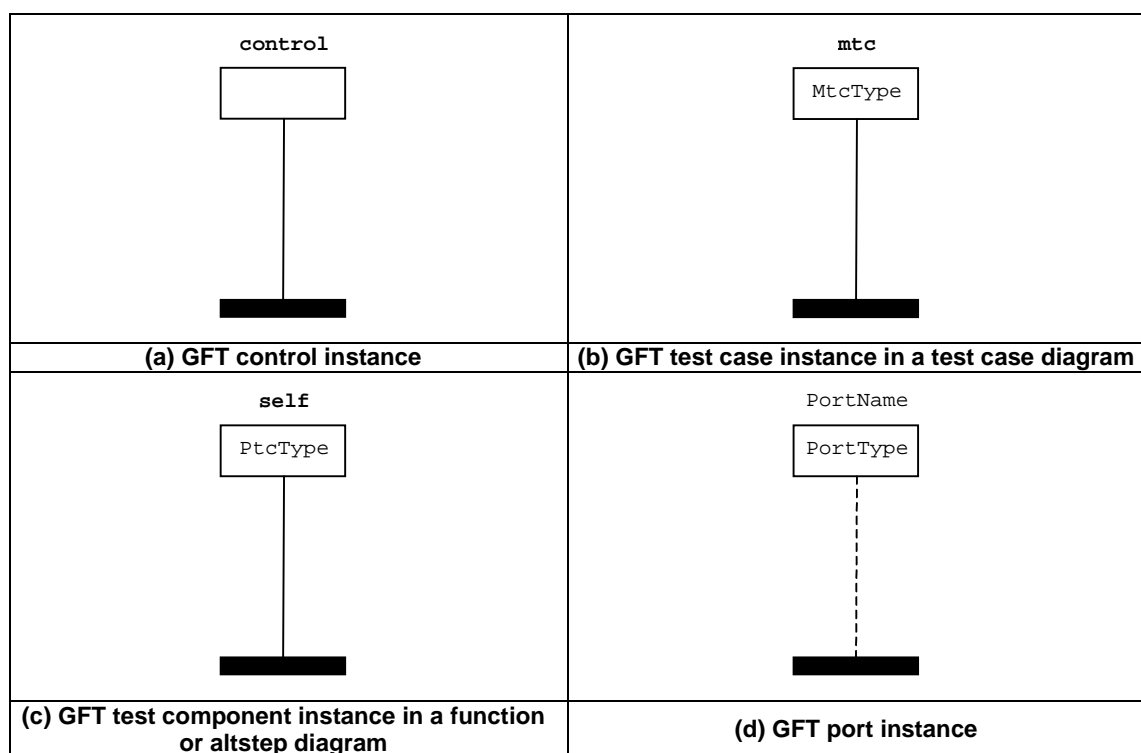 control
(a) GFT control instance
mtc
MtcType
(b) GFT test case instance in a test case diagram
self
PtcType
(c) GFT test component instance in a function
or altstep diagram
PortName
PortType
(d) GFT port instance